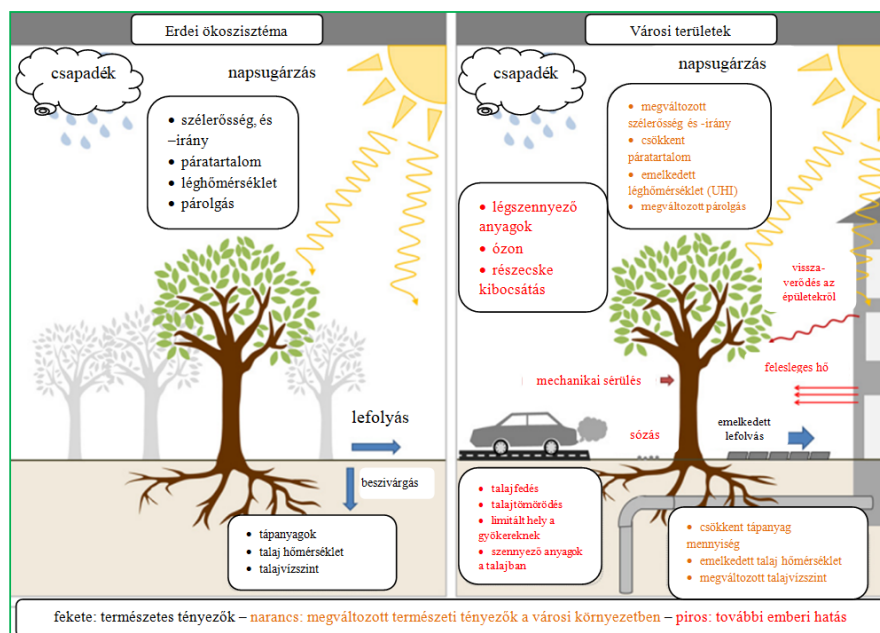 Erdei ökoszisztéma
csapadék
napsugárzás
• szélerősség, és
–irány
• páratartalom
• léghőmérséklet
• párolgás
lefolyás
beszivárgás
• tápanyagok
• talaj hőmérséklet
• talajvízszint
Városi területek
csapadék
napsugárzás
• megváltozott
szélerősség és -irány
• csökkent
páratartalom
• emelkedett
léghőmérséklet (UHI)
• megváltozott párolgás
• légszennyező
anyagok
• ózon
• részecske
kibocsátás
vissza-
verődés az
épületekről
felesleges hő
mechanikai sérülés
sózás
emelkedett
lefolvás
• talajfedés
• talajtömörödés
• limitált hely a
gyökereknek
• szennyező anyagok
a talajban
• csökkent tápanyag
mennyiség
• emelkedett talaj hőmérséklet
• megváltozott talajvízszint
fekete: természetes tényezők – narancs: megváltozott természeti tényezők a városi környezetben – piros: további emberi hatás